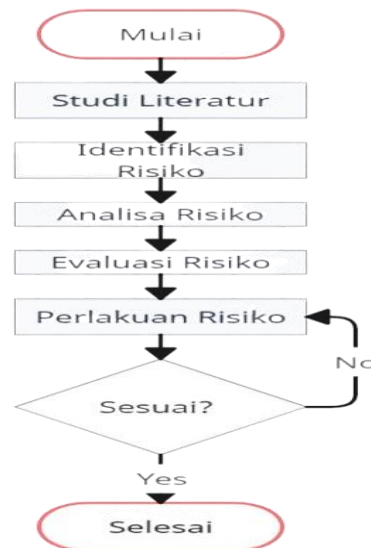 Mulai
Studi Literatur
Identifikasi
Risiko
Analisa Risiko
Evaluasi Risiko
Perlakuan Risiko
No
Sesuai?
Yes
Selesai